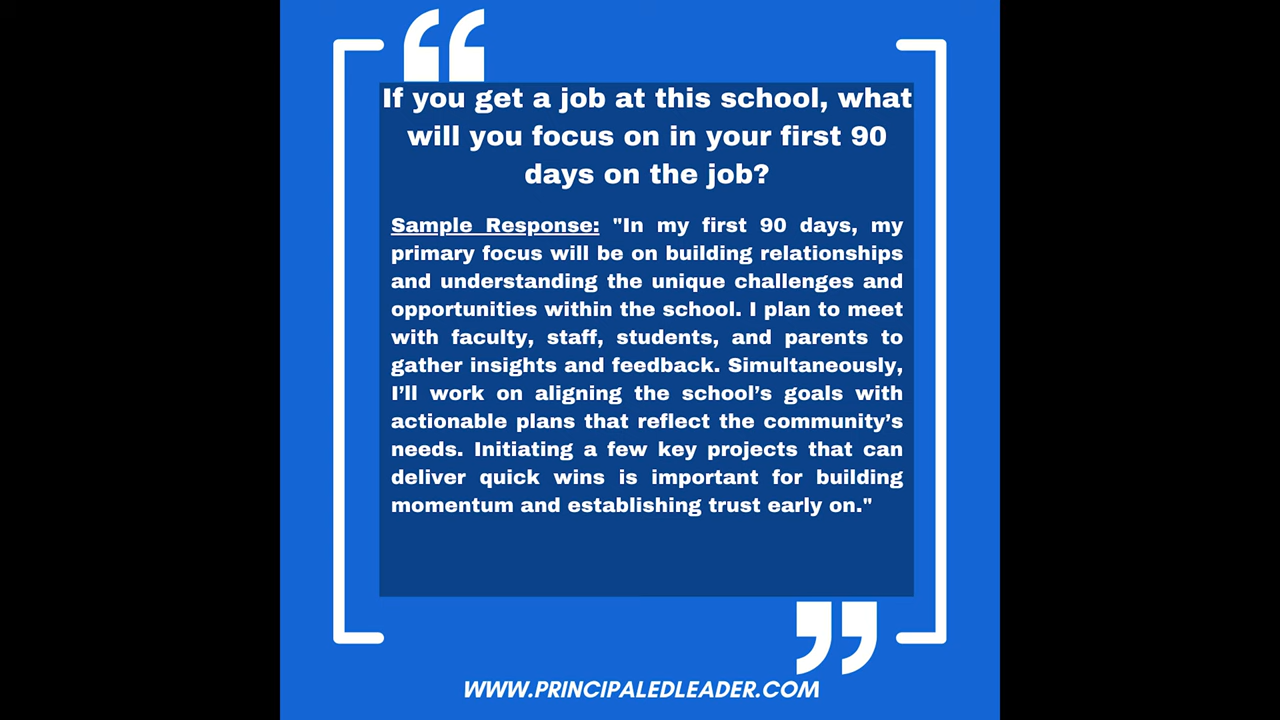 If you get a job at this school, what
will you focus on in your first 90
days on the job?
Sample Response: "In my first 90 days, my
primary focus will be on building relationships
and understanding the unique challenges and
opportunities within the school. I plan to meet
with faculty, staff, students, and parents to
gather insights and feedback. Simultaneously,
I’ll work on aligning the school’s goals with
actionable plans that reflect the community’s
needs. Initiating a few key projects that can
deliver quick wins is important for building
momentum and establishing trust early on."
WWW.PRINCIPALEDLEADER.COM